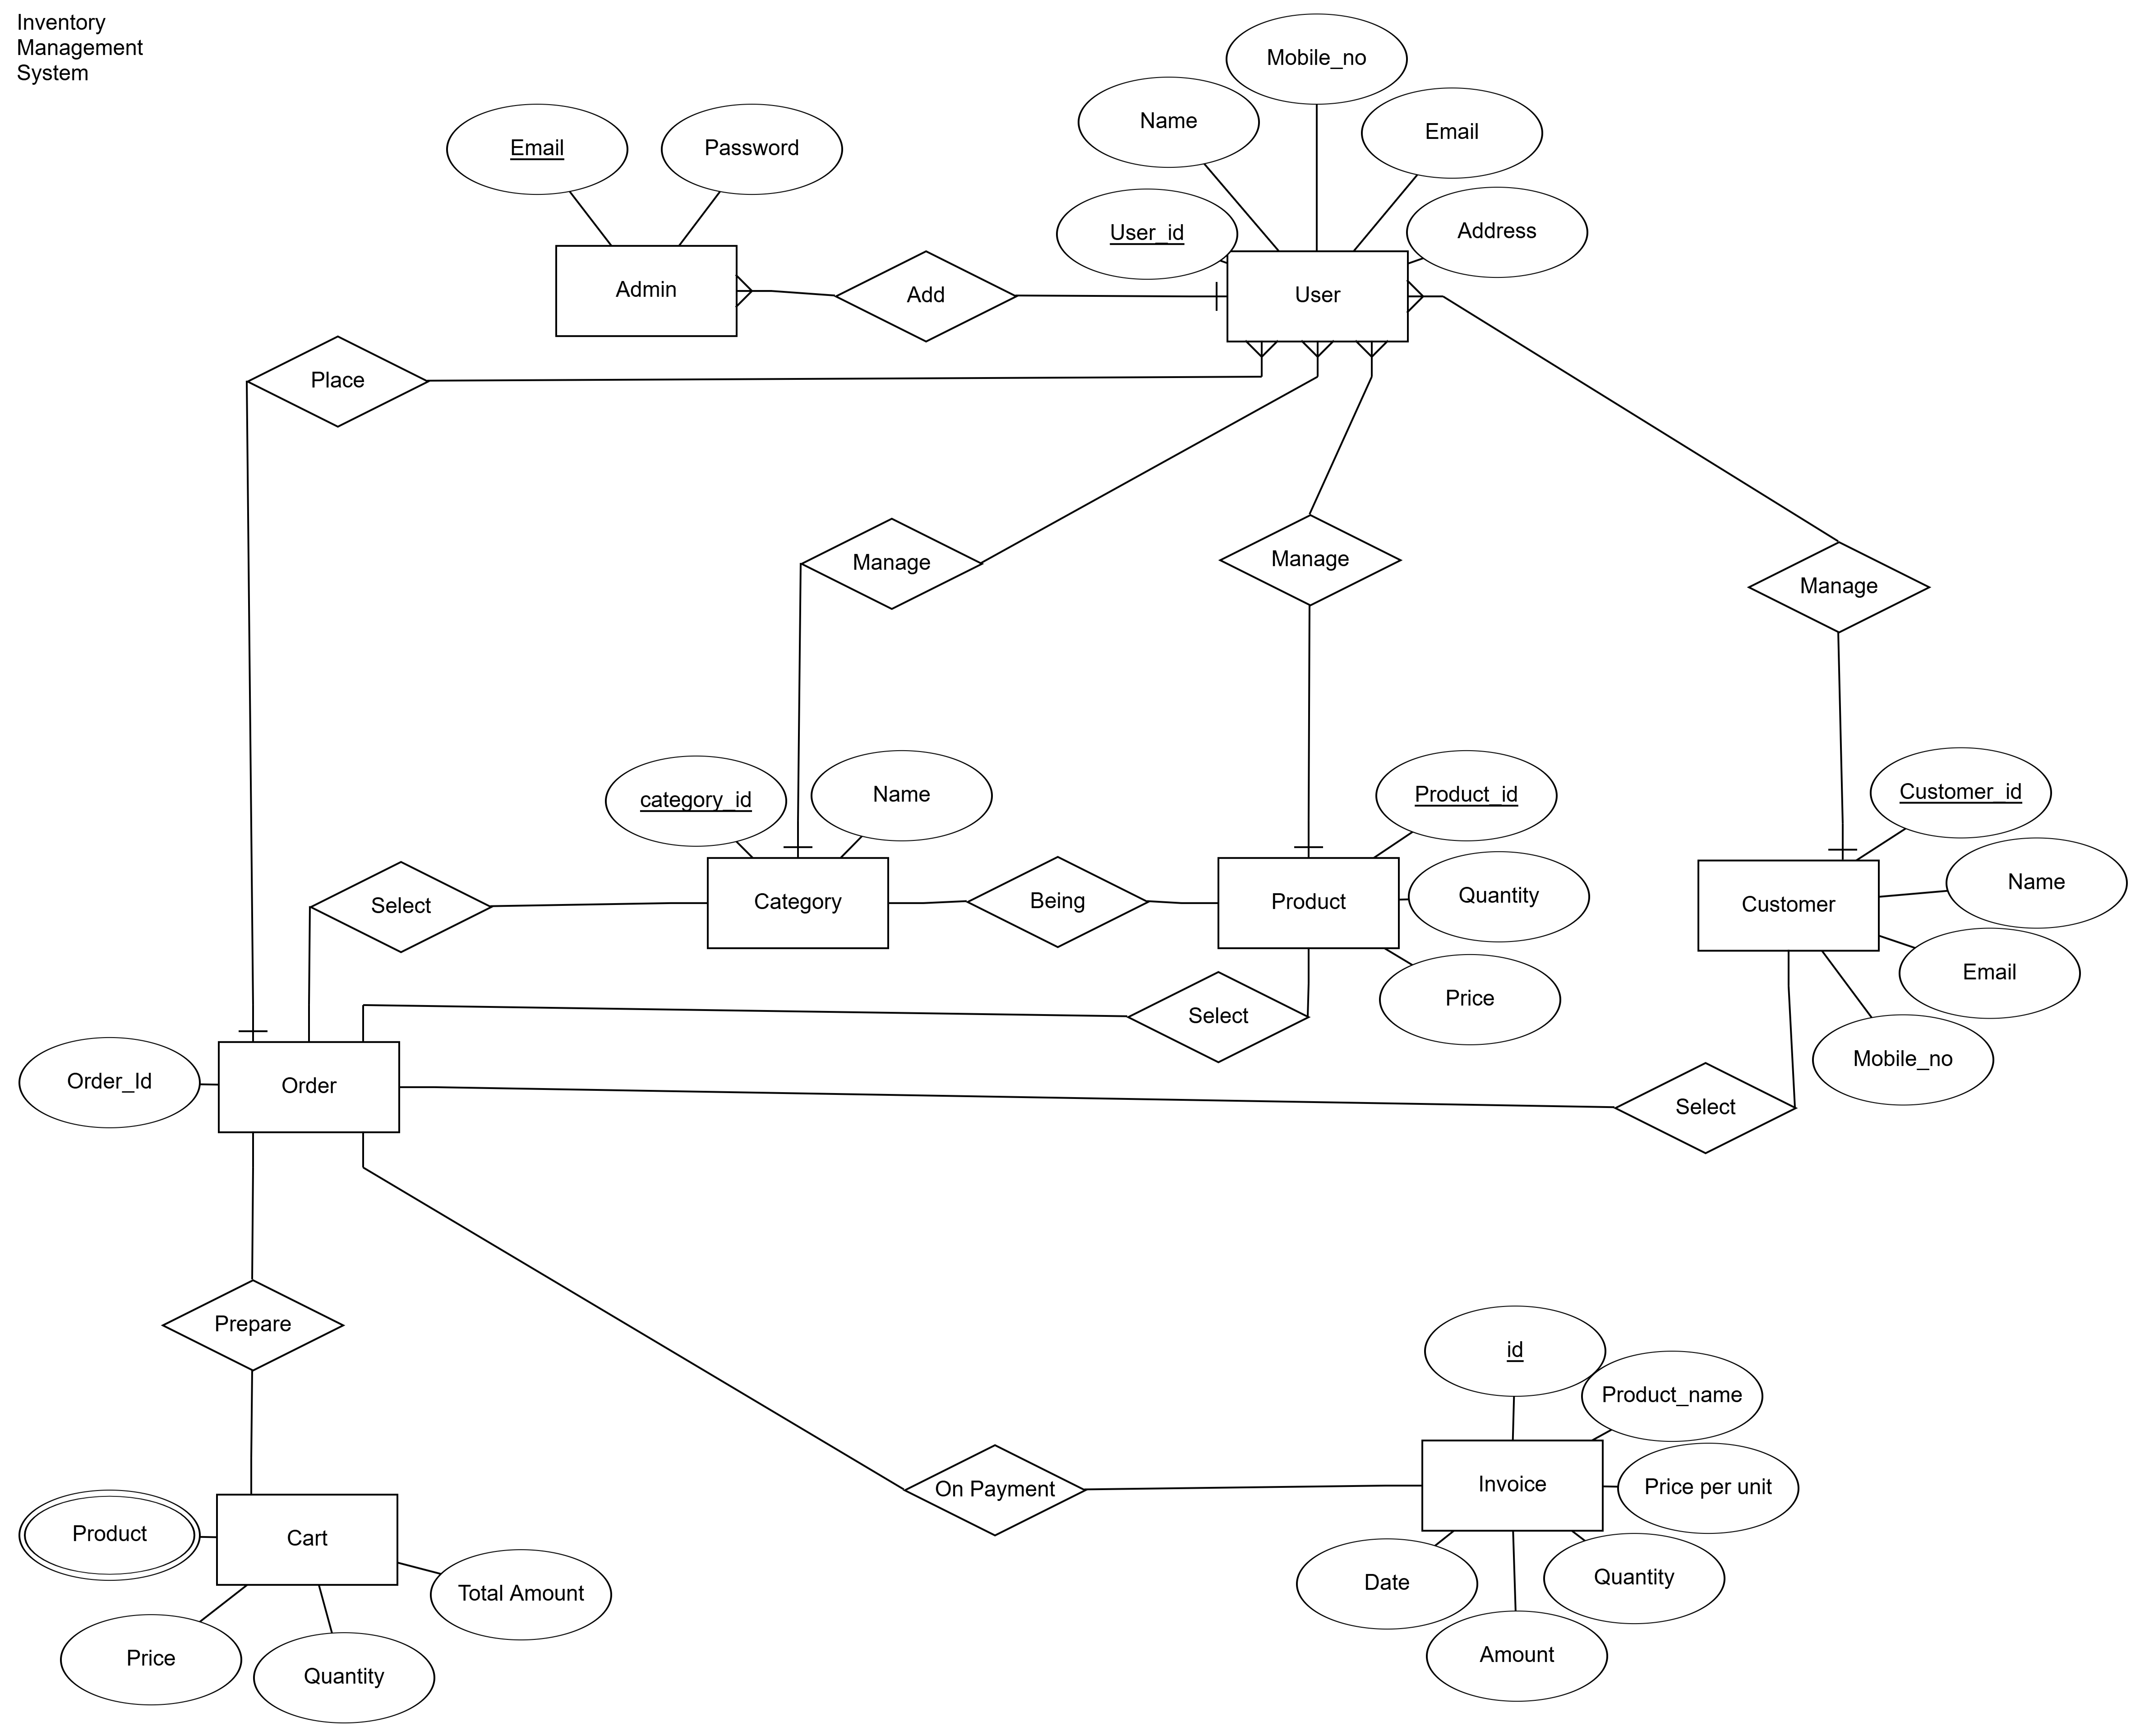 Inventory
Management
System
Mobile_no
Name
Email
Email
Password
User_id
Address
Admin
Add
User
Place
Manage
Manage
Manage
category_id
Name
Product_id
Customer_id
Select
Category
Being
Product
Quantity
Customer
Name
Email
Price
Select
Mobile_no
Order_Id
Order
Select
Prepare
id
Product_name
On Payment
Invoice
Price per unit
Product
Cart
Total Amount
Date
Quantity
Price
Quantity
Amount